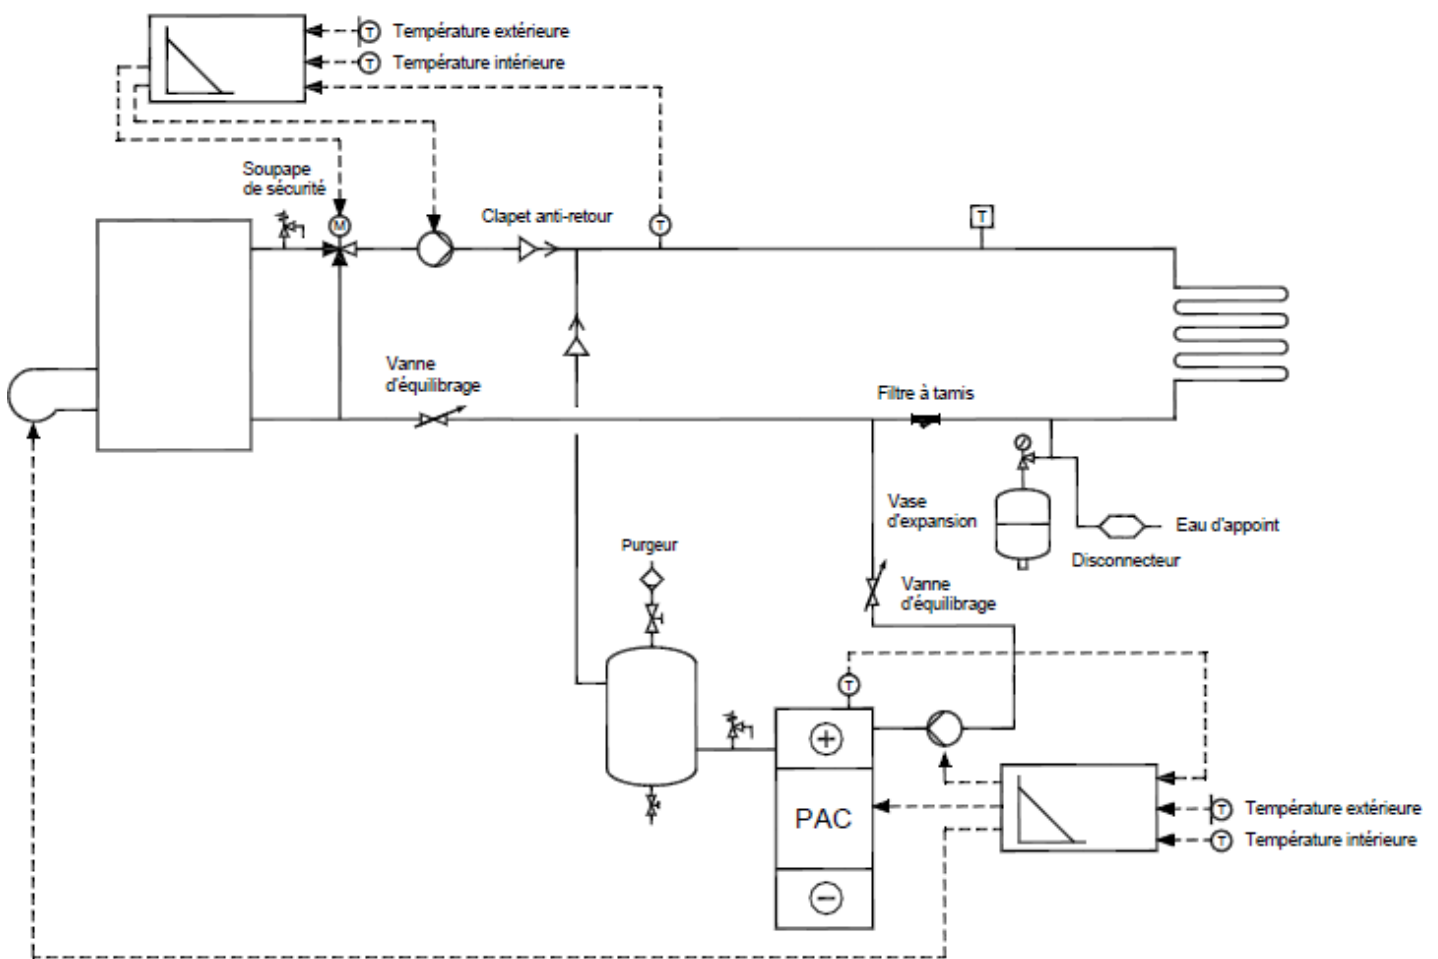 T Température extérieure
T Température intérieure
Soupape
de sécurité
M
Clapet anti-retour
T
T
Vanne
d'équilibrage
Filtre à tamis
Vase
d'expansion
Eau d'appoint
Disconnecteur
Purgeur
Vanne
d'équilibrage
T
PAC
T Température extérieure
T Température intérieure